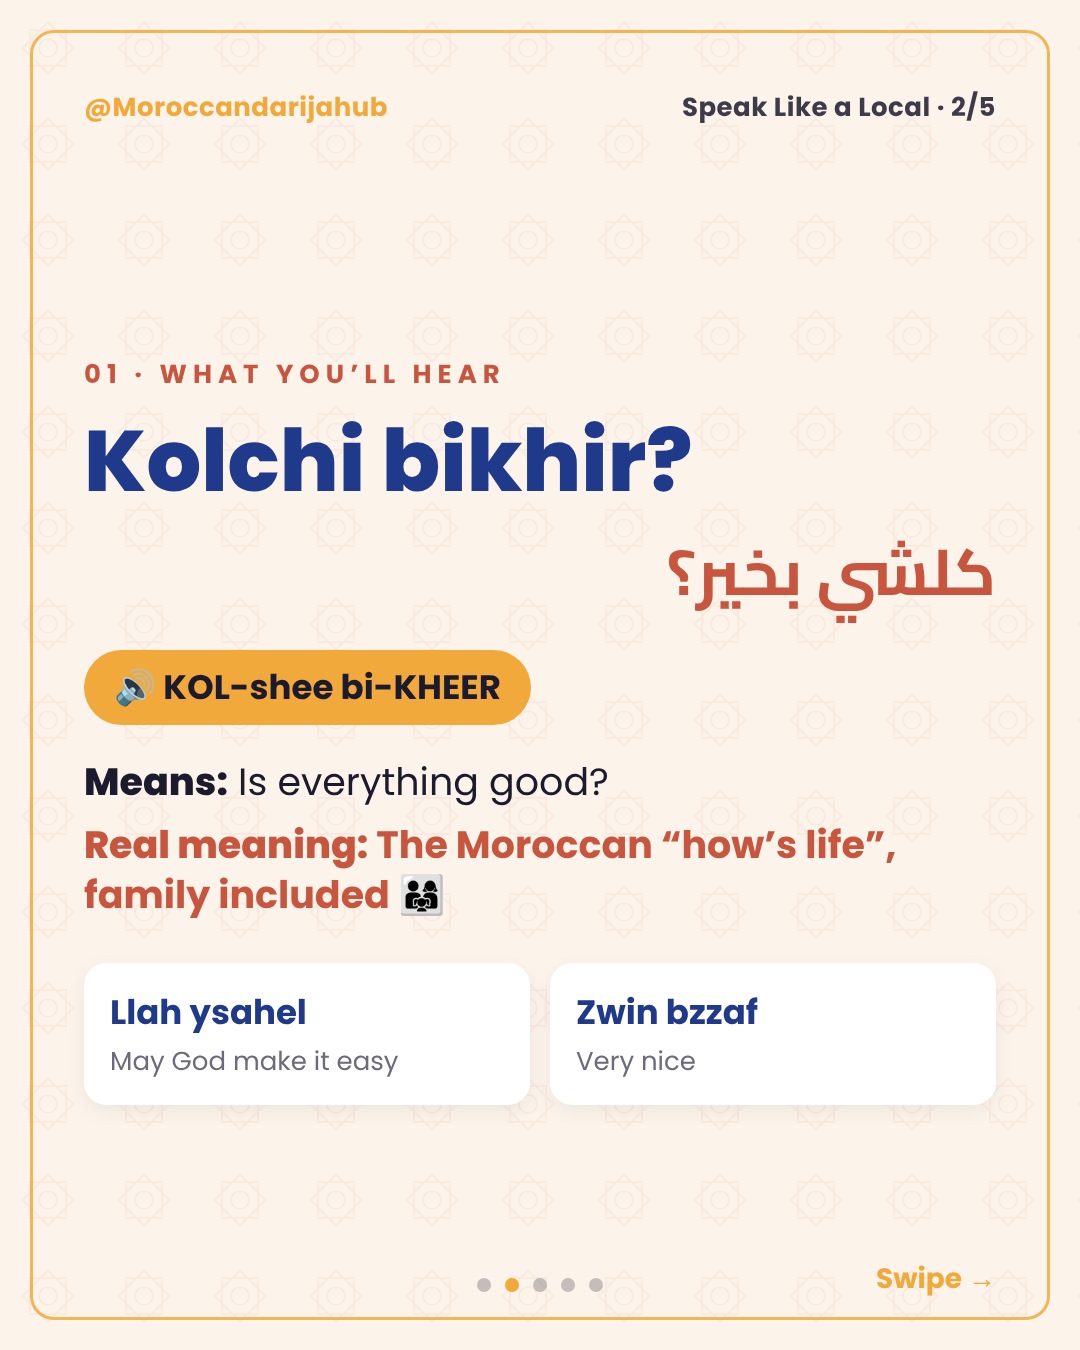 @Moroccandarijahub
Speak Like a Local · 2/5
01 · WHAT YOU’LL HEAR
Kolchi bikhir?
كلشي بخير؟
🔊 KOL-shee bi-KHEER
Means: Is everything good?
Real meaning: The Moroccan “how’s life”,
family included 👨‍👩‍👧
Llah ysahel
May God make it easy
Zwin bzzaf
Very nice
Swipe →